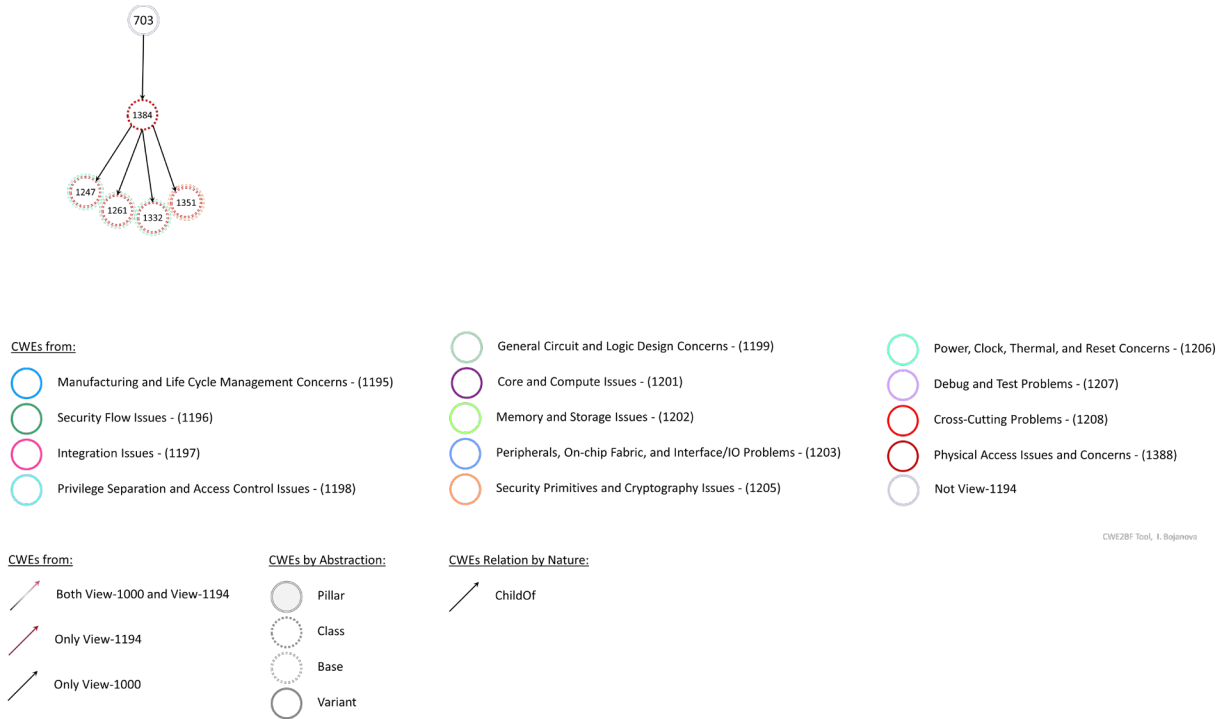 703
1384
1247
1261
1332
1351
CWEs from:
Manufacturing and Life Cycle Management Concerns - (1195)
Security Flow Issues - (1196)
Integration Issues - (1197)
Privilege Separation and Access Control Issues - (1198)
General Circuit and Logic Design Concerns - (1199)
Core and Compute Issues - (1201)
Memory and Storage Issues - (1202)
Peripherals, On-chip Fabric, and Interface/IO Problems - (1203)
Security Primitives and Cryptography Issues - (1205)
Power, Clock, Thermal, and Reset Concerns - (1206)
Debug and Test Problems - (1207)
Cross-Cutting Problems - (1208)
Physical Access Issues and Concerns - (1388)
Not View-1194
CWE2BF Tool, I. Bojanova
CWEs from:
Both View-1000 and View-1194
Only View-1194
Only View-1000
CWEs by Abstraction:
Pillar
Class
Base
Variant
CWEs Relation by Nature:
ChildOf